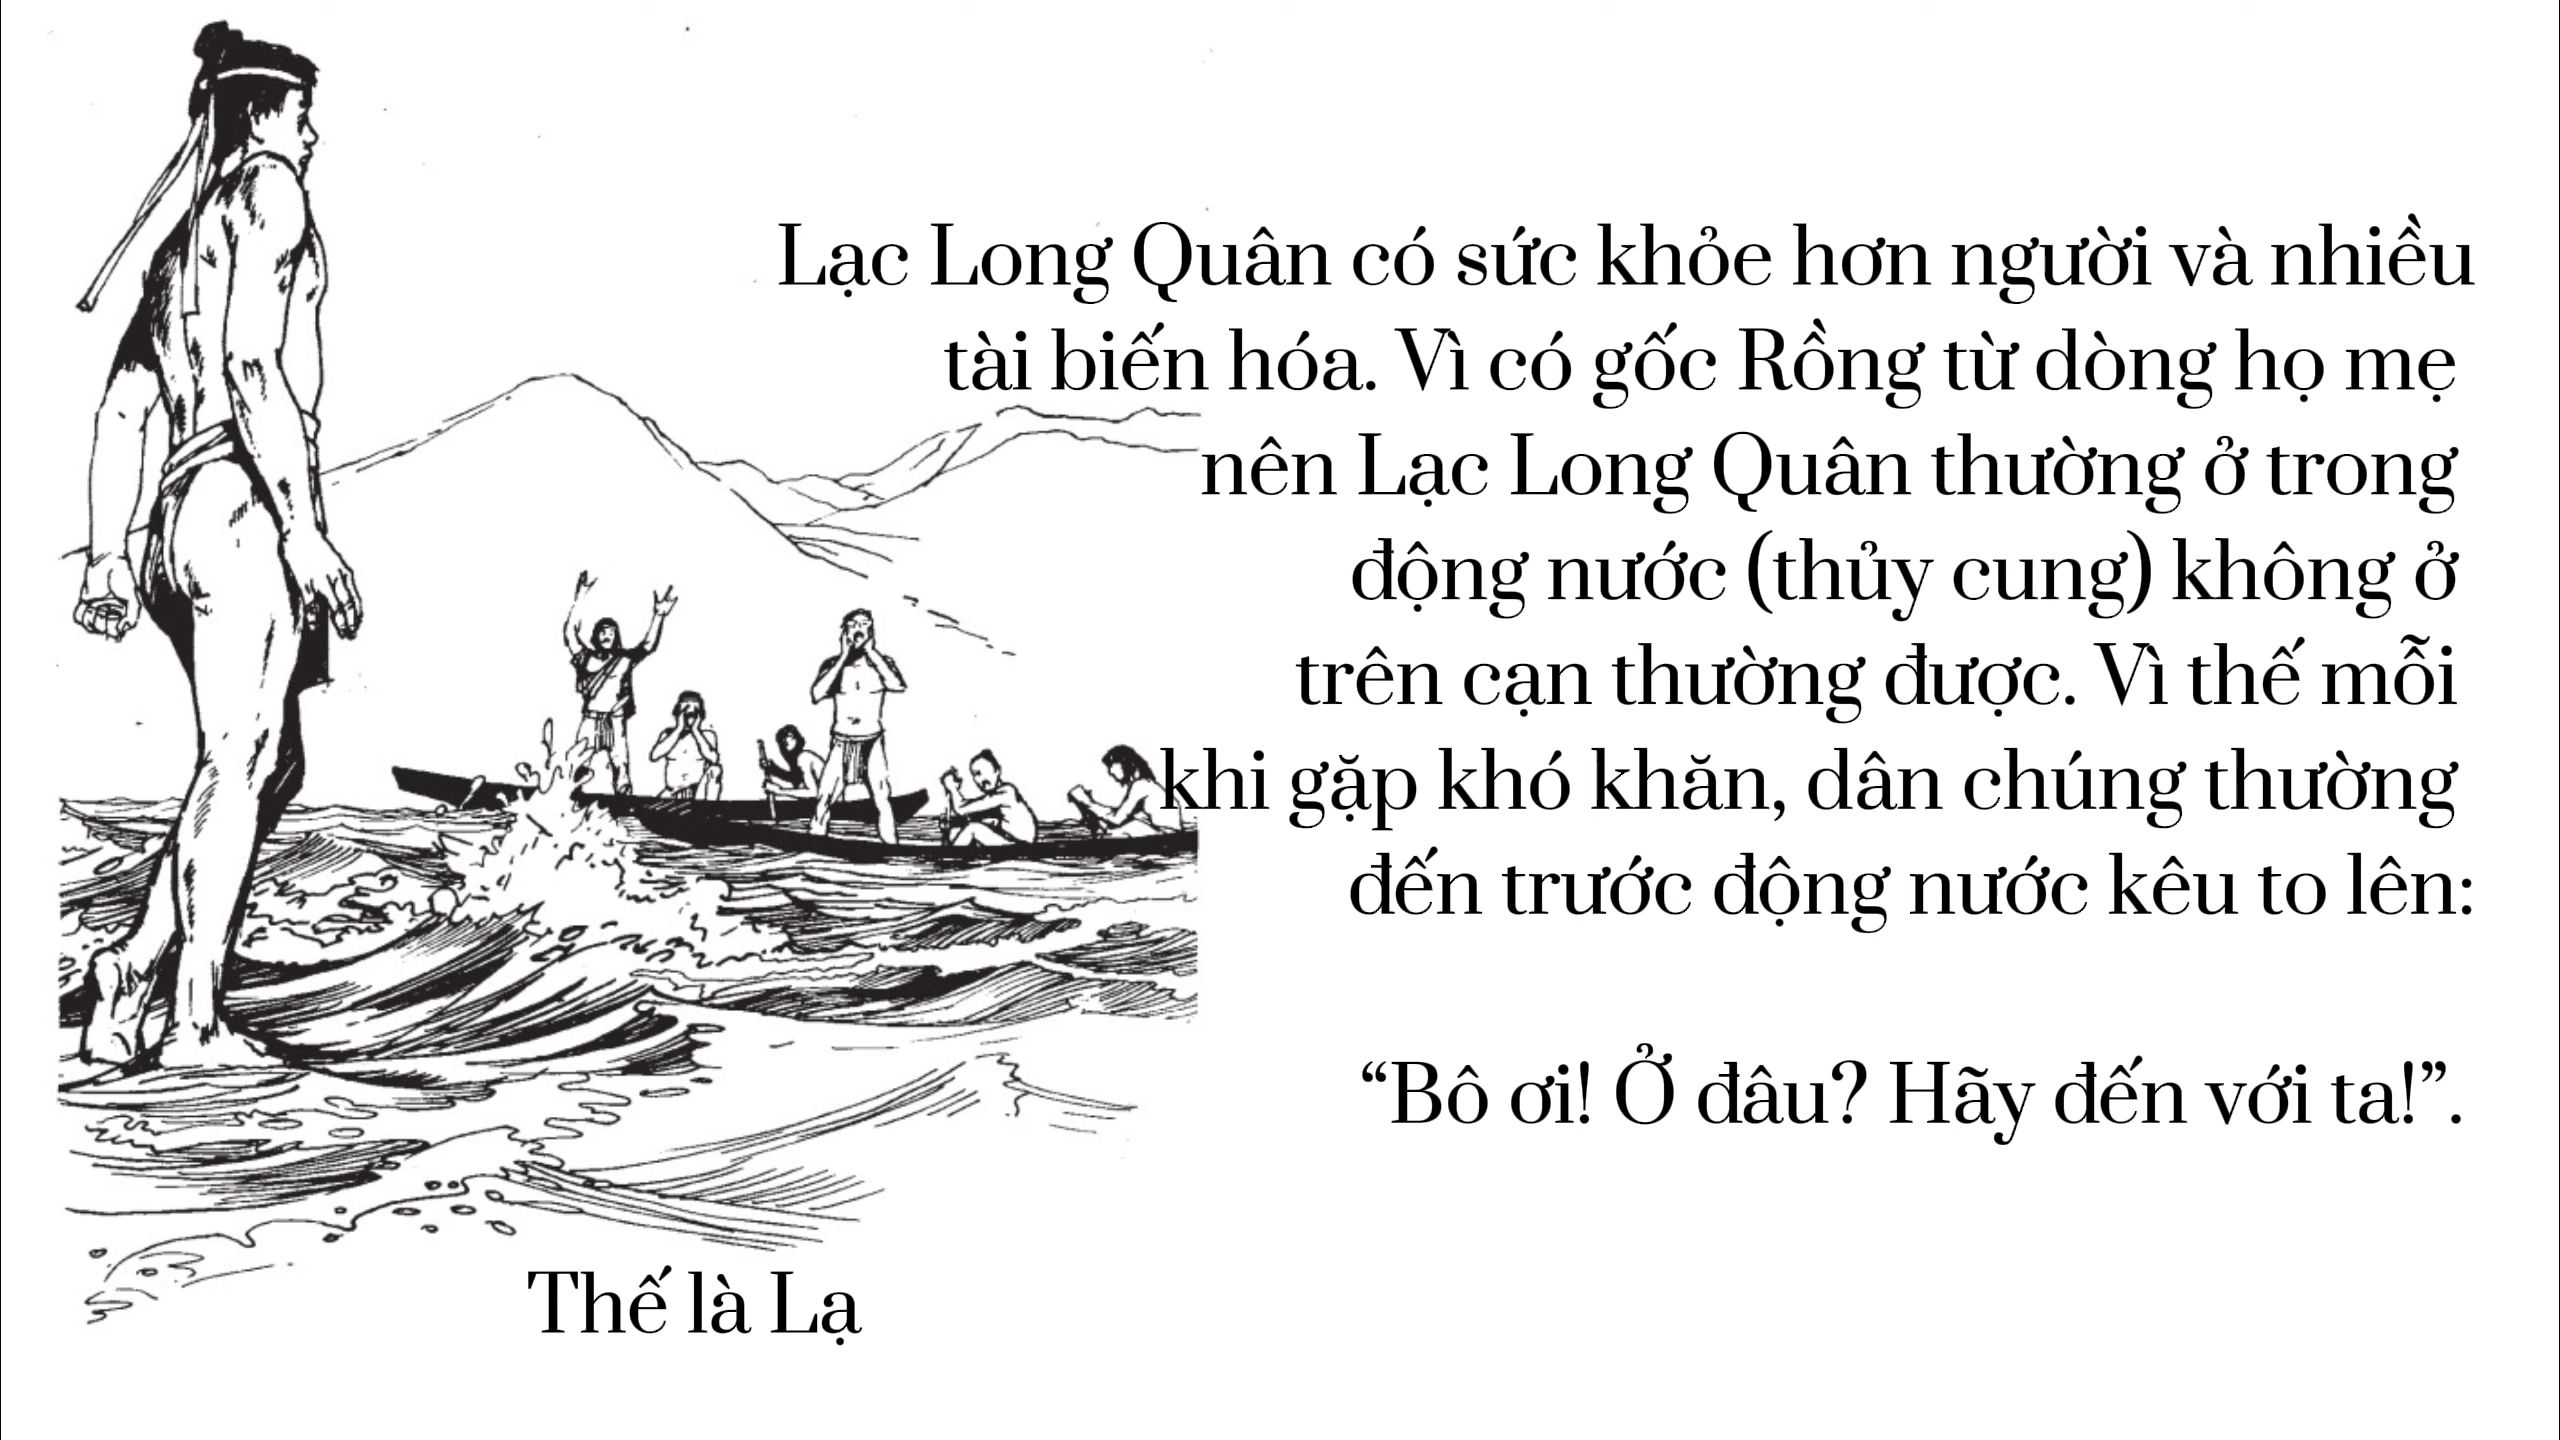 Lạc Long Quân có sức khỏe hơn người và nhiều
tài biến hóa. Vì có gốc Rồng từ dòng họ mẹ
nên Lạc Long Quân thường ở trong
động nước (thủy cung) không ở
trên cạn thường được. Vì thế mỗi
khi gặp khó khăn, dân chúng thường
đến trước động nước kêu to lên:
“Bô ơi! Ở đâu? Hãy đến với ta!”.
Thế là Lạ